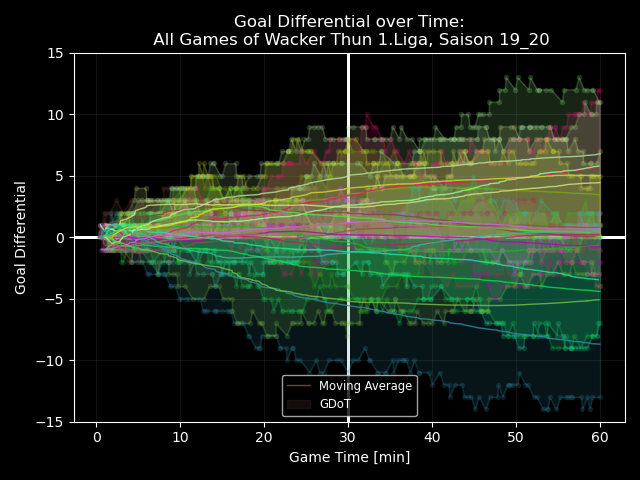 Goal Differential over Time:
All Games of Wacker Thun 1.Liga, Saison 19_20
15
10
5
0
−5
−10
−15
Goal Differential
Moving Average
GDoT
0 10 20 30 40 50 60
Game Time [min]